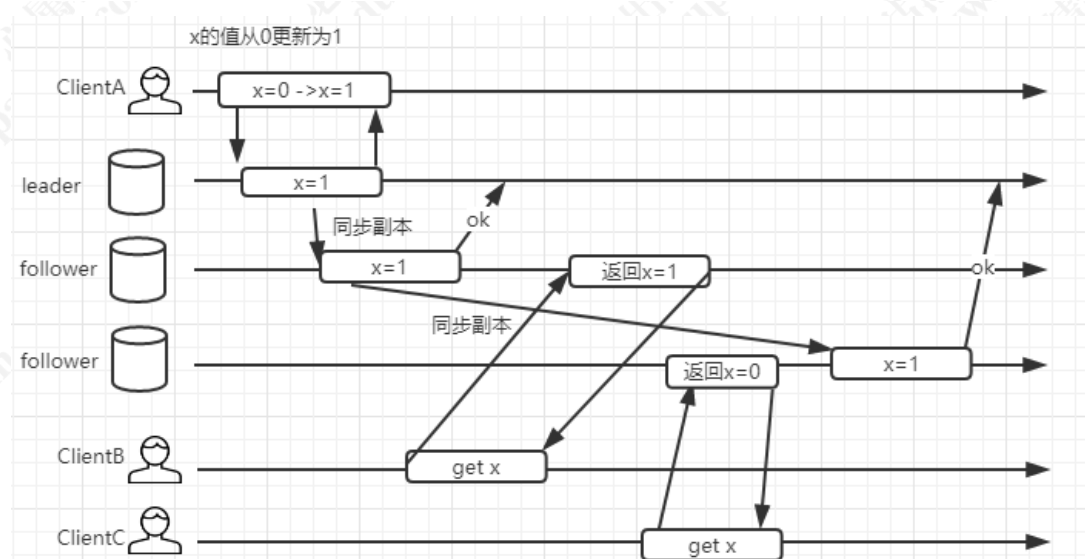 x的值从0更新为1
ClientA
x=0 ->x=1
leader
x=1
同步副本
ok
follower
x=1
返回x=1
ok
同步副本
follower
返回x=0
x=1
ClientB
get x
ClientC
get x